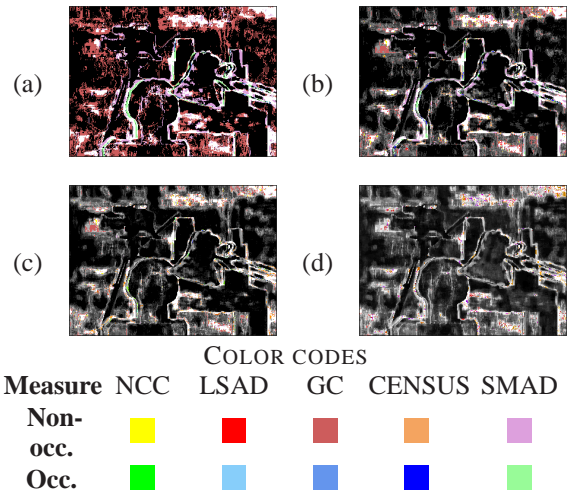 (a) (b)
(c) (d)
COLOR CODES
Measure NCC LSAD GC CENSUS SMAD
Non-
occ.
Occ.